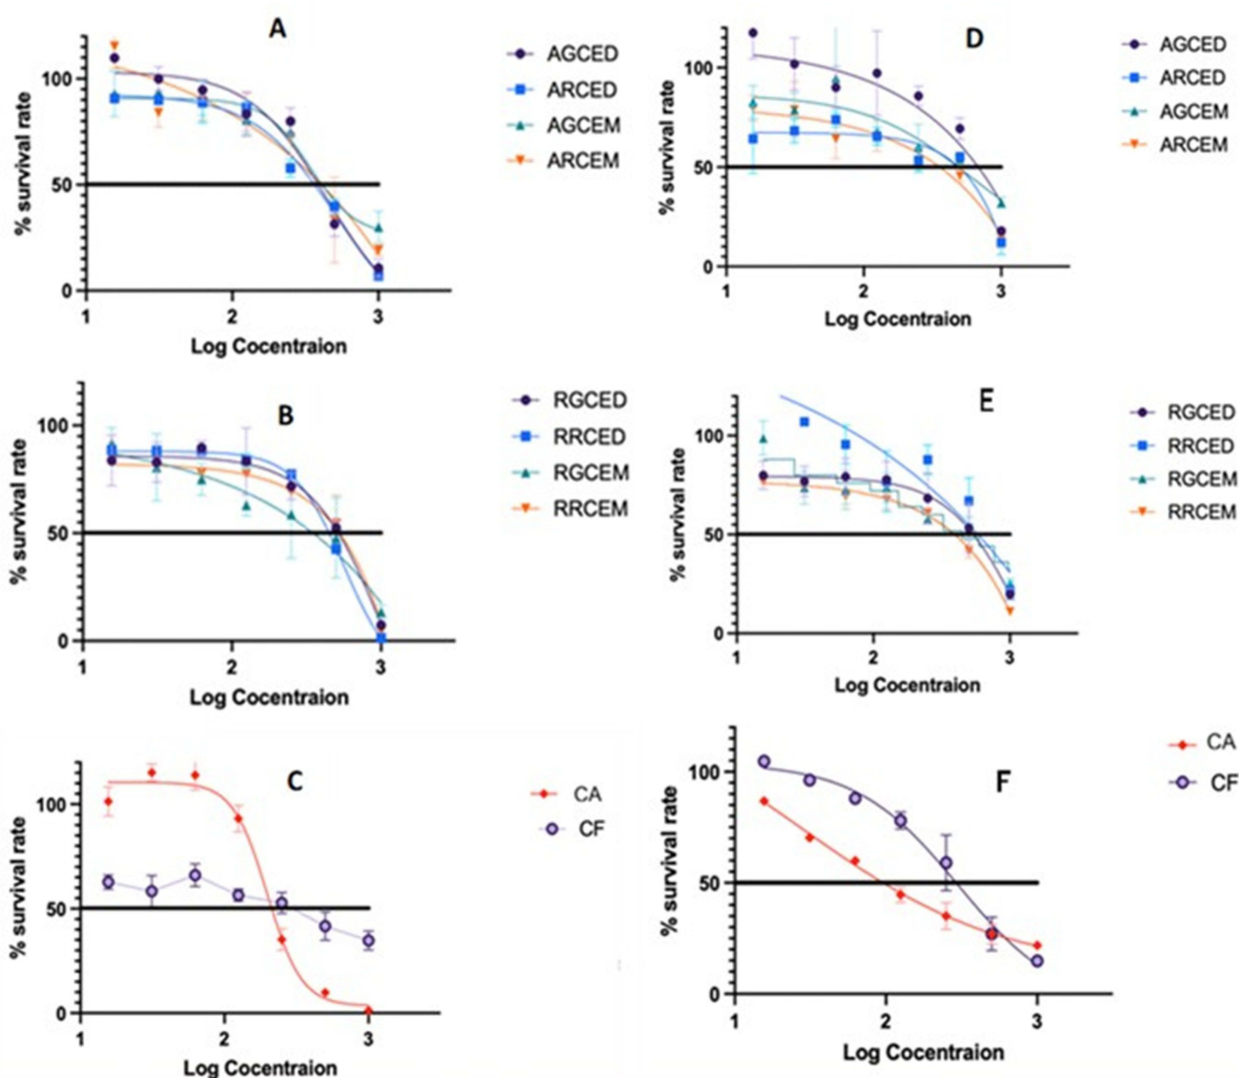 A
AGCED
ARCED
AGCEM
ARCEM
% survival rate
100
50
0
1 2 3
Log Cocentraion
D
AGCED
ARCED
AGCEM
ARCEM
% survival rate
100
50
0
1 2 3
Log Cocentraion
B
RGCED
RRCED
RGCEM
RRCEM
% survival rate
100
50
0
1 2 3
Log Cocentraion
E
RGCED
RRCED
RGCEM
RRCEM
% survival rate
100
50
0
1 2 3
Log Cocentraion
C
CA
CF
% survival rate
100
50
0
1 2 3
Log Cocentraion
F
CA
CF
% survival rate
100
50
0
1 2 3
Log Cocentraion